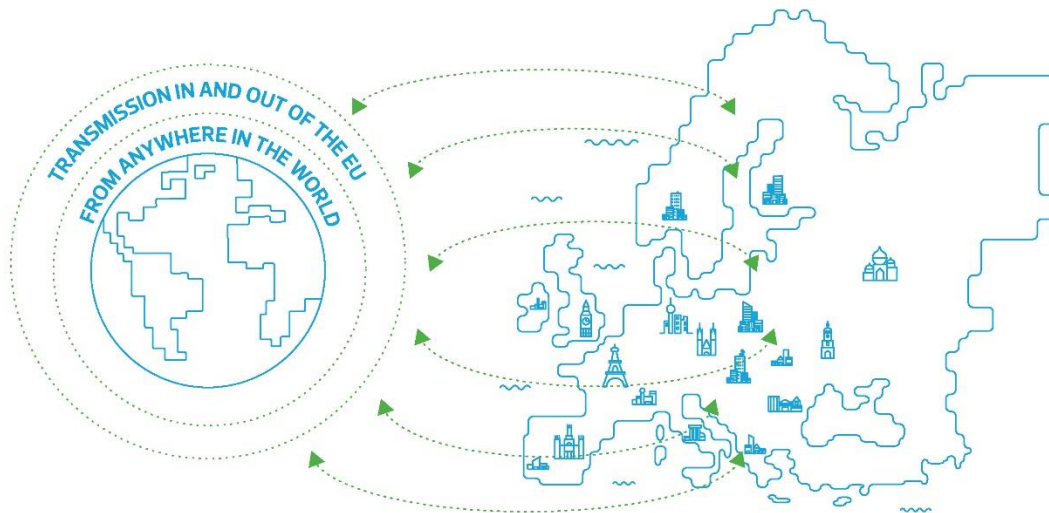 TRANSMISSION IN AND OUT OF THE EU
FROM ANYWHERE IN THE WORLD